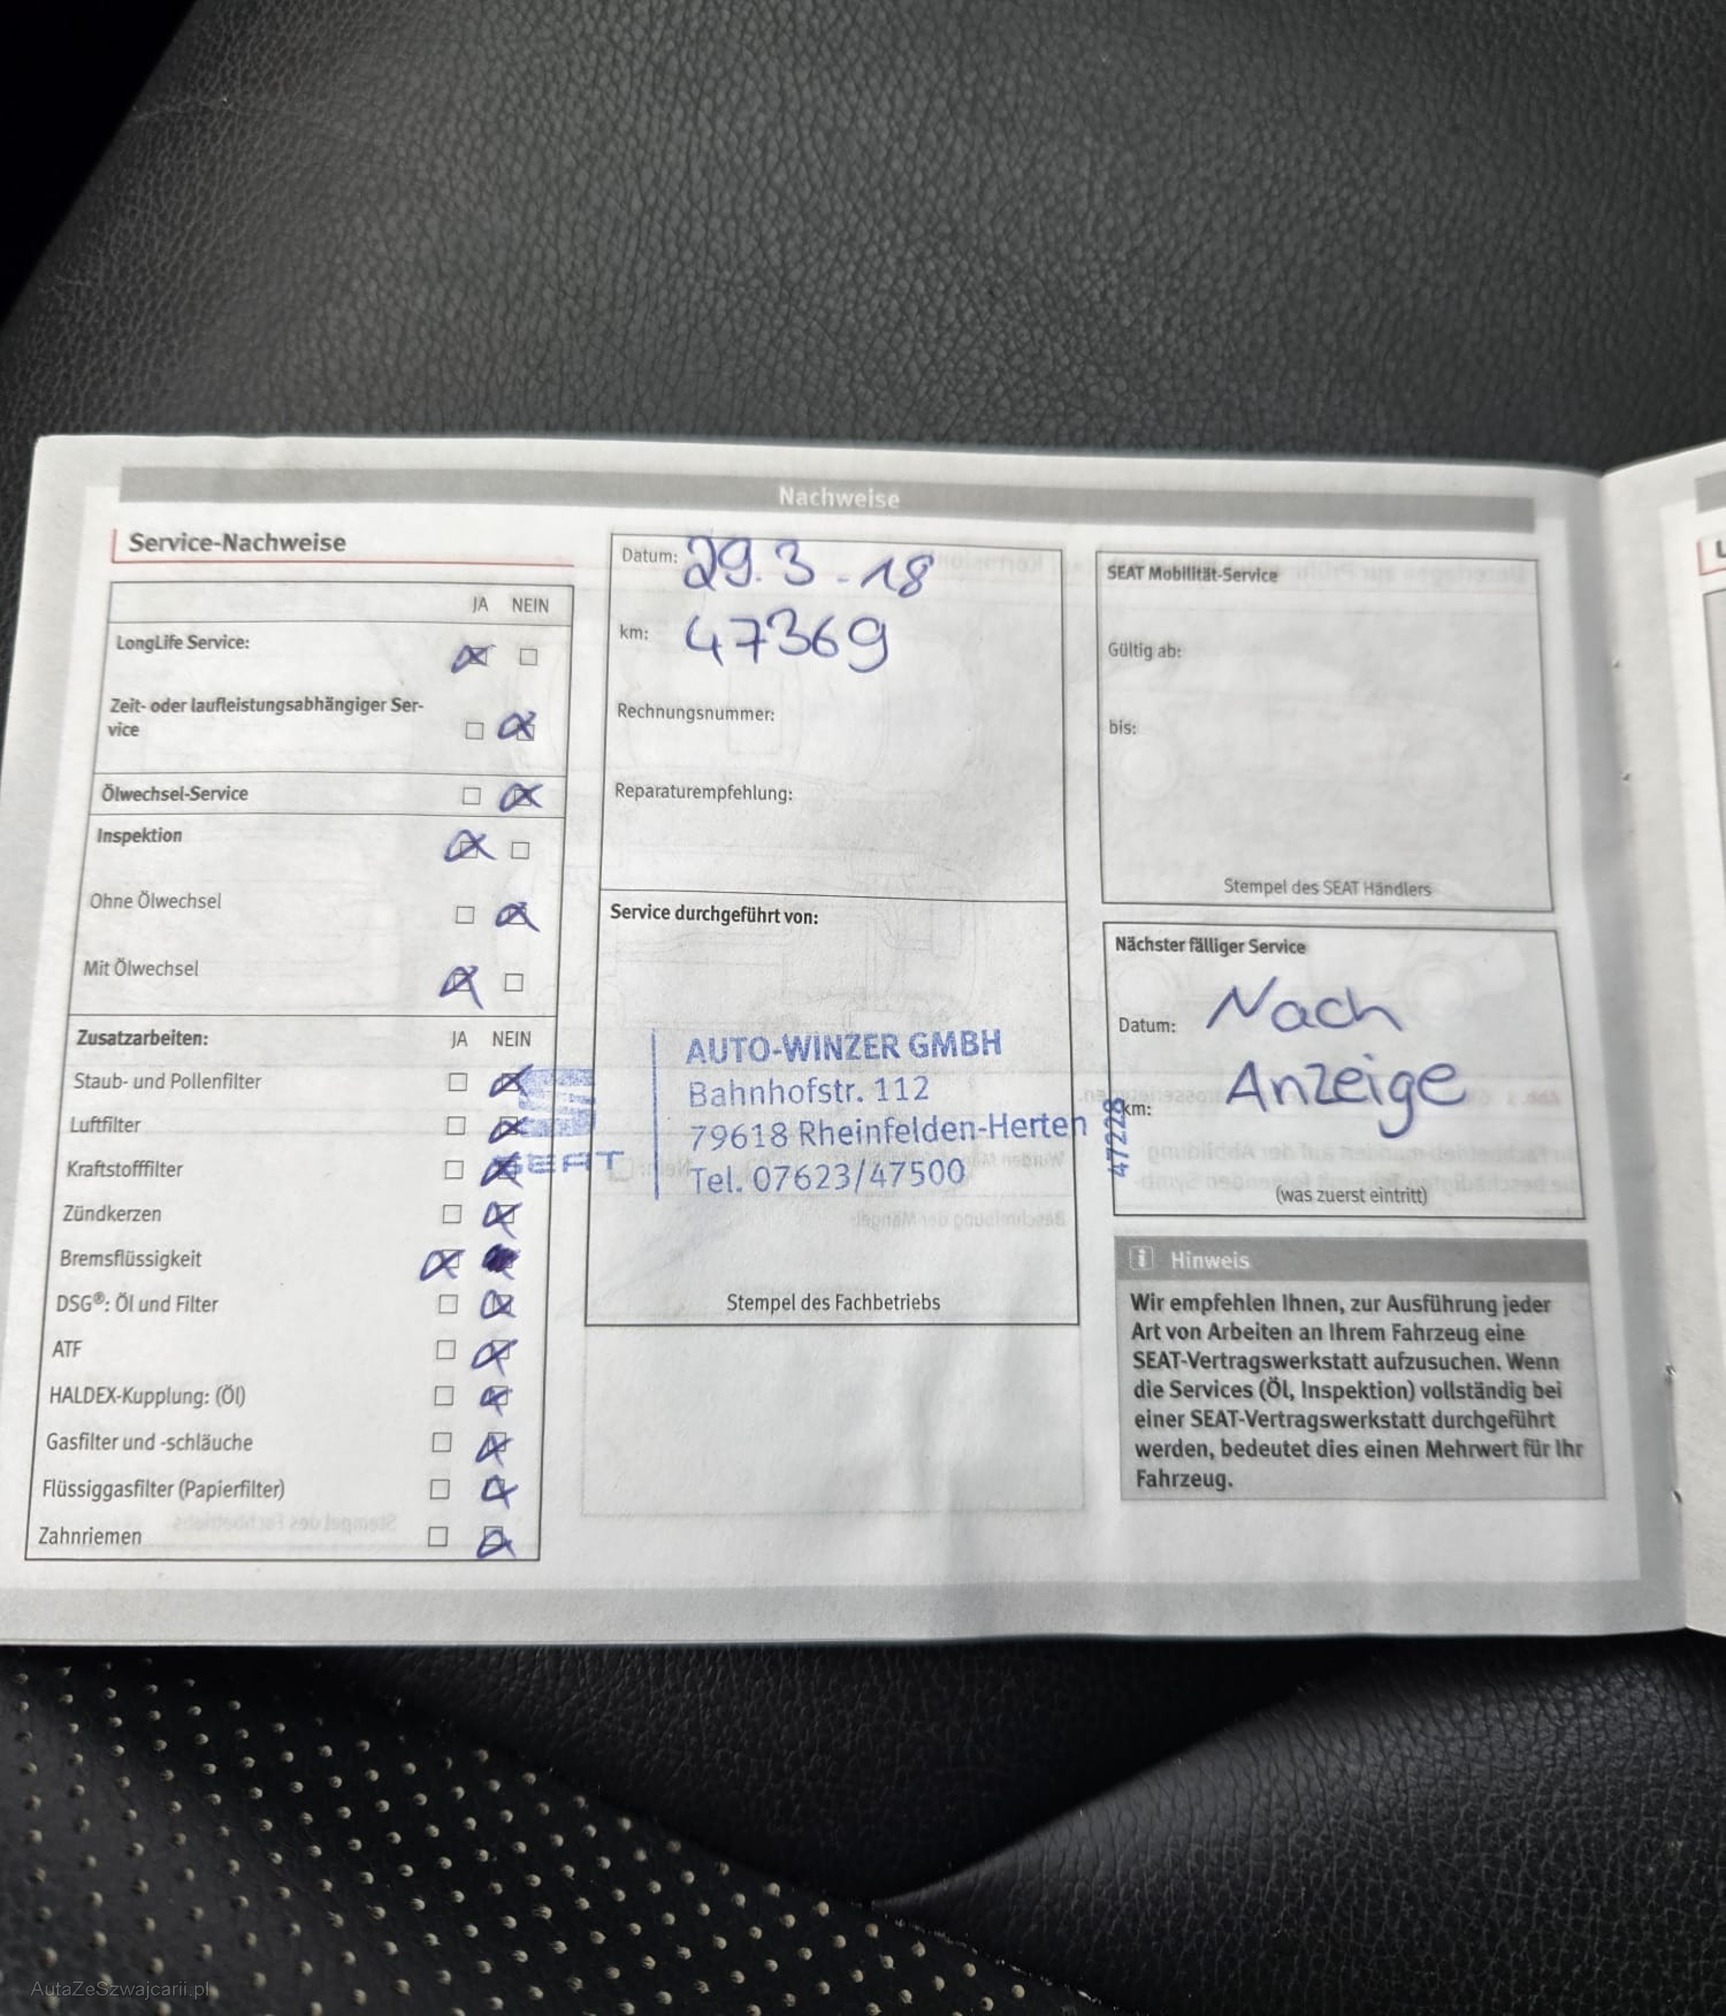 Nachweise
Service-Nachweise
JA NEIN
LongLife Service:
Zeit- oder laufleistungsabhängiger Ser-
vice
Ölwechsel-Service
Inspektion
Ohne Ölwechsel
Mit Ölwechsel
Zusatzarbeiten: JA NEIN
Staub- und Pollenfilter
Luftfilter
Kraftstofffilter
Zündkerzen
Bremsflüssigkeit
DSG®: Öl und Filter
ATF
HALDEX-Kupplung: (Öl)
Gasfilter und -schläuche
Flüssiggasfilter (Papierfilter)
Zahnriemen
Datum: 29.3.18
km: 47369
Rechnungsnummer:
Reparaturempfehlung:
Service durchgeführt von:
SEAT
AUTO-WINZER GMBH
Bahnhofstr. 112
79618 Rheinfelden-Herten
Tel. 07623/47500
47228
Stempel des Fachbetriebs
SEAT Mobilität-Service
Gültig ab:
bis:
Stempel des SEAT Händlers
Nächster fälliger Service
Datum: Nach
km: Anzeige
(was zuerst eintritt)
i Hinweis
Wir empfehlen Ihnen, zur Ausführung jeder
Art von Arbeiten an Ihrem Fahrzeug eine
SEAT-Vertragswerkstatt aufzusuchen. Wenn
die Services (Öl, Inspektion) vollständig bei
einer SEAT-Vertragswerkstatt durchgeführt
werden, bedeutet dies einen Mehrwert für Ihr
Fahrzeug.
AutaZeSzwajcarii.pl